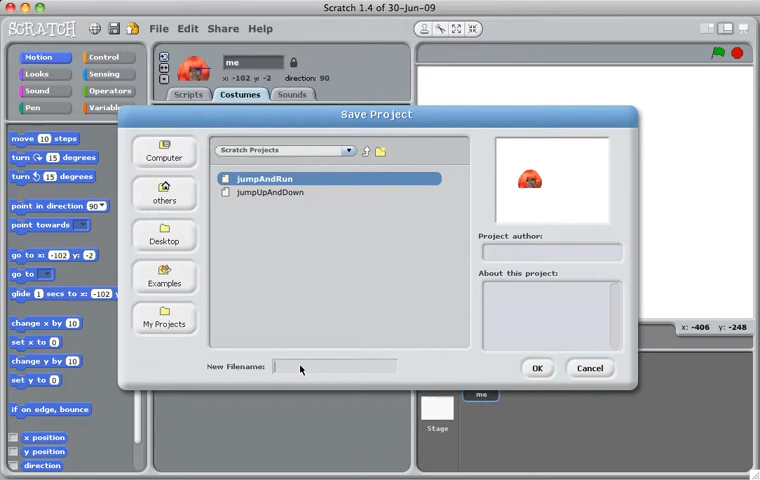 Scratch 1.4 of 30-Jun-09
SCRATCH File Edit Share Help
Motion Control
Looks Sensing
Sound Operators
Pen Variable
me
x: -102 y: -2 direction: 90
Scripts Costumes Sounds
move 10 steps
turn 15 degrees
turn 15 degrees
point in direction 90
point towards
go to x: -102 y: -2
go to
glide 1 secs to x: -102
change x by 10
set x to 0
change y by 10
set y to 0
if on edge, bounce
x position
y position
direction
Save Project
Computer
others
Desktop
Examples
My Projects
Scratch Projects
jumpAndRun
jumpUpAndDown
New Filename:
Project author:
About this project:
OK Cancel
x: -406 y: -248
me
Stage